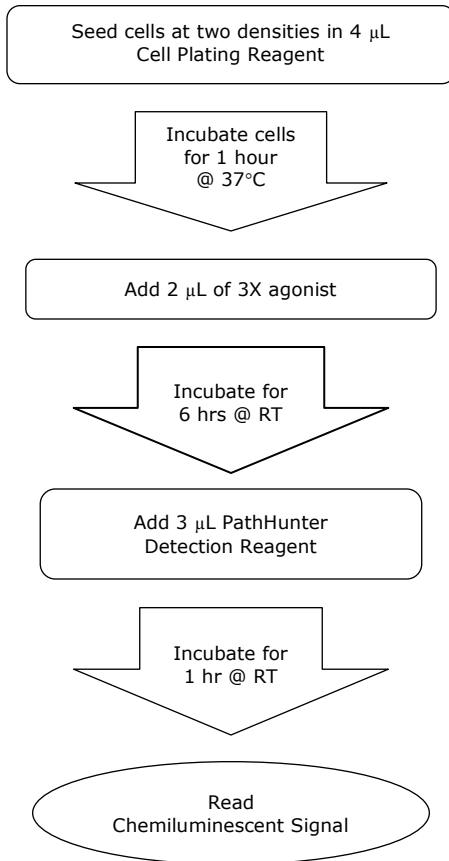 Seed cells at two densities in 4 μL
Cell Plating Reagent
Incubate cells
for 1 hour
@ 37°C
Add 2 μL of 3X agonist
Incubate for
6 hrs @ RT
Add 3 μL PathHunter
Detection Reagent
Incubate for
1 hr @ RT
Read
Chemiluminescent Signal